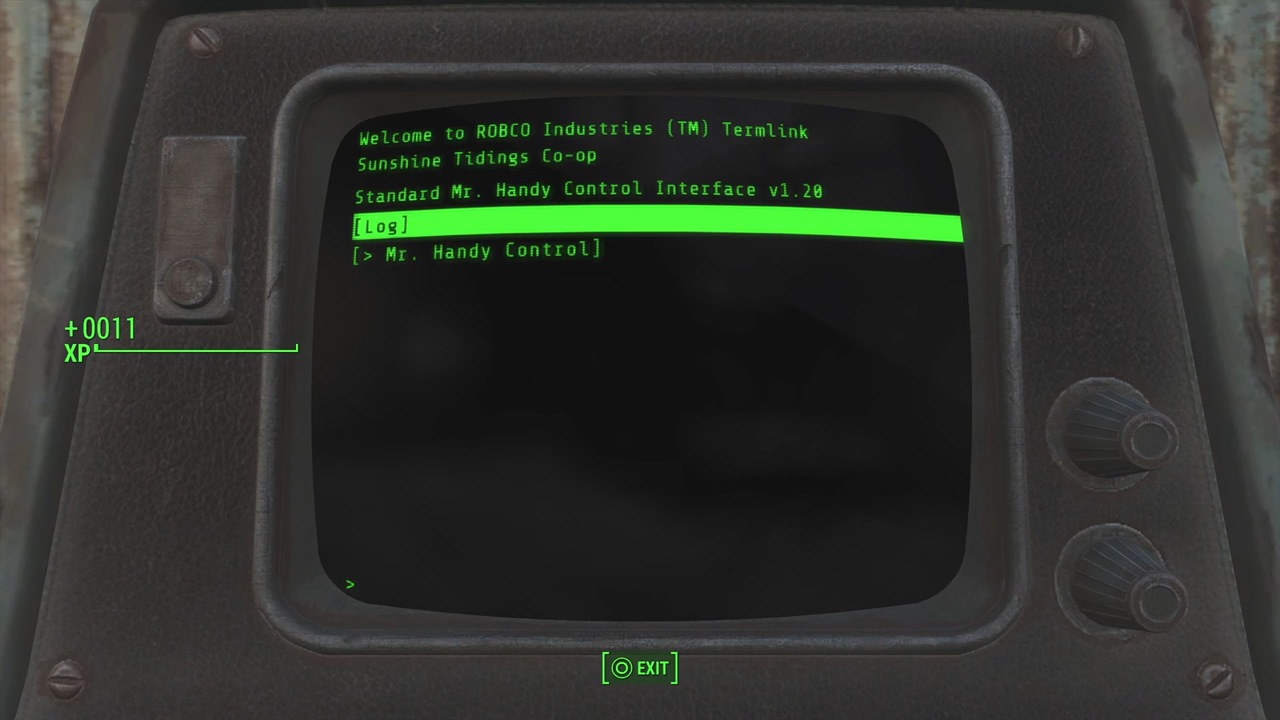 Welcome to ROBCO Industries (TM) Termlink
Sunshine Tidings Co-op
Standard Mr. Handy Control Interface v1.20
[Log]
[> Mr. Handy Control]
+0011
XP
>
[EXIT]